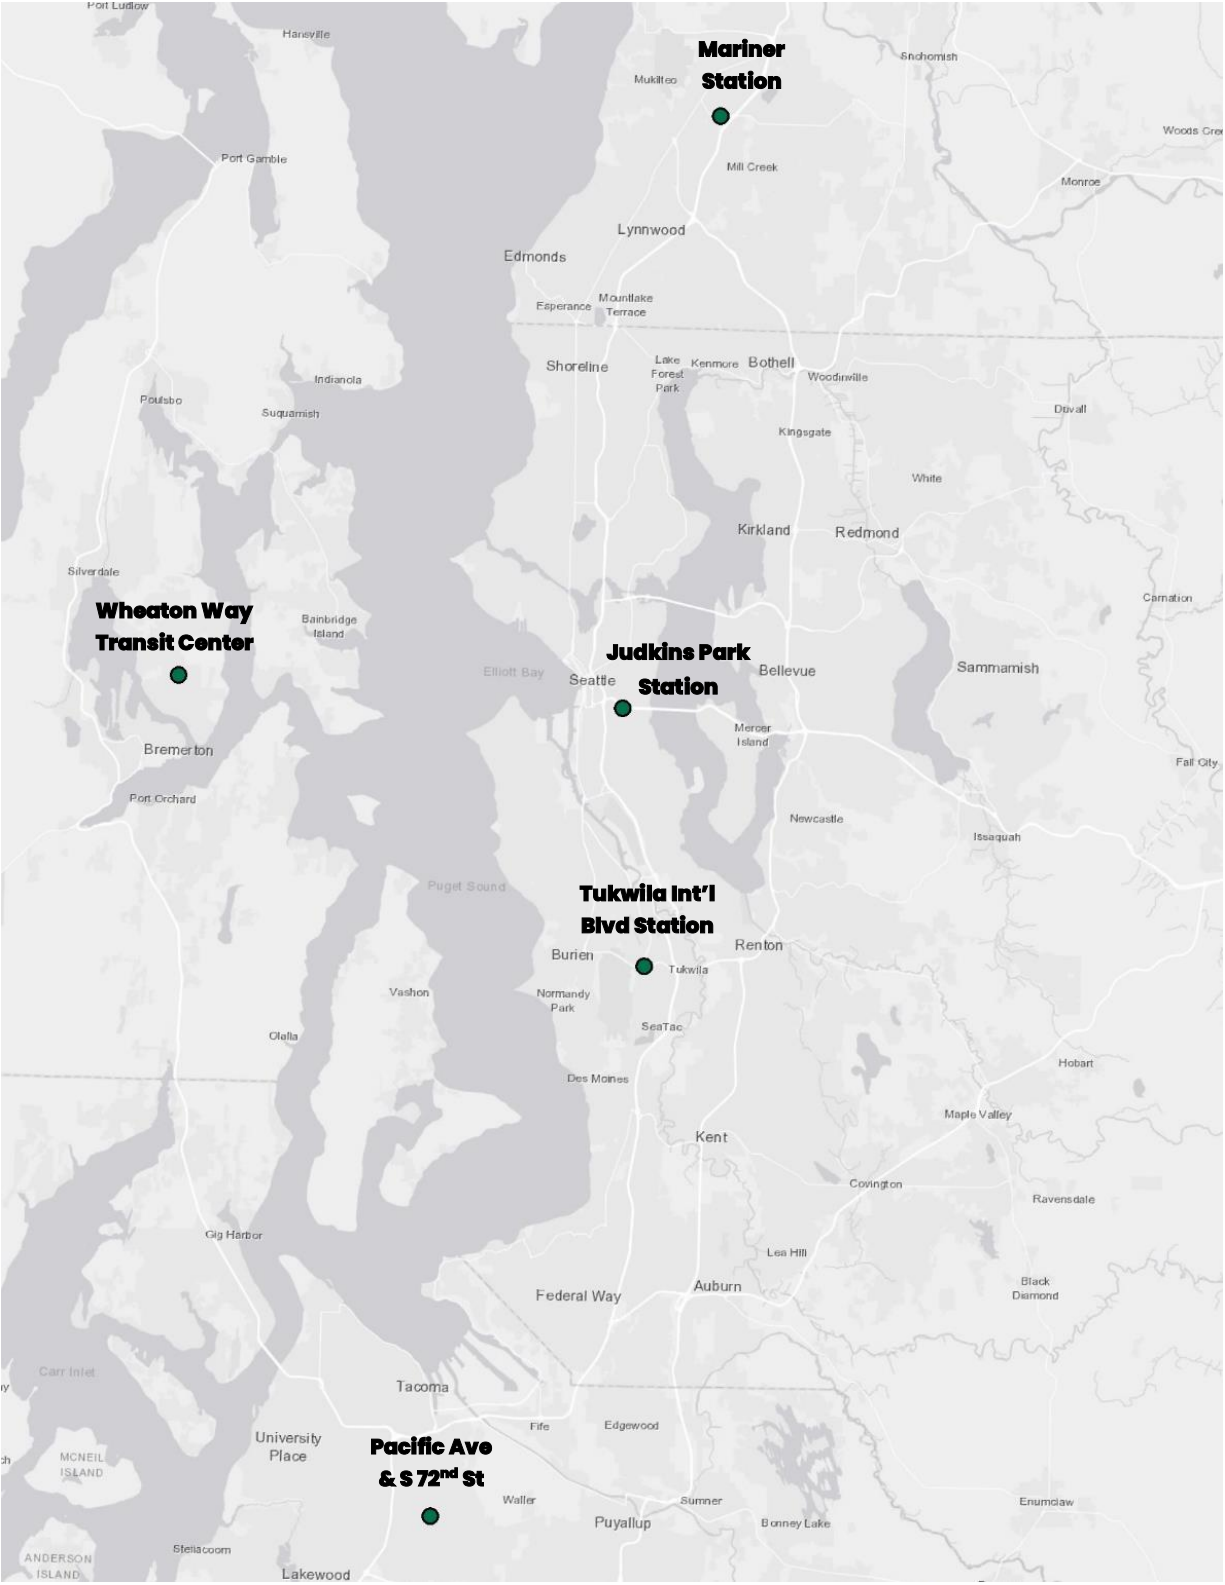 Port Ludlow
Hansville
Mariner
Station
Mukilteo
Snohomish
Woods Cree
Port Gamble
Mill Creek
Monroe
Lynnwood
Edmonds
Esperance
Mountlake
Terrace
Shoreline
Lake
Forest
Park
Kenmore
Bothell
Woodinville
Indianola
Poulsbo
Suquamish
Duvall
Kingsgate
White
Kirkland
Redmond
Silverdale
Carnation
Wheaton Way
Transit Center
Bainbridge
Island
Judkins Park
Station
Elliott Bay
Seattle
Bellevue
Sammamish
Mercer
Island
Bremerton
Fall City
Port Orchard
Newcastle
Issaquah
Puget Sound
Tukwila Int’l
Blvd Station
Burien
Renton
Tukwila
Vashon
Normandy
Park
SeaTac
Olalla
Hobart
Des Moines
Maple Valley
Kent
Covington
Ravensdale
Gig Harbor
Lea Hill
Auburn
Black
Diamond
Federal Way
Carr Inlet
ay
Tacoma
Fife
Edgewood
University
Place
Pacific Ave
& S 72nd St
MCNEIL
ISLAND
ch
Waller
Sumner
Enumclaw
Puyallup
Bonney Lake
Steilacoom
ANDERSON
ISLAND
Lakewood